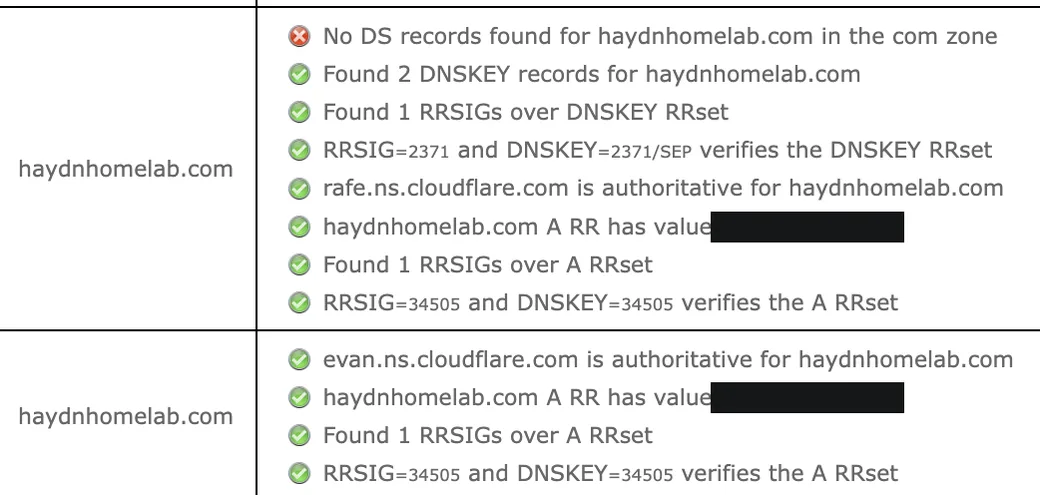 haydnhomelab.com
No DS records found for haydnhomelab.com in the com zone
Found 2 DNSKEY records for haydnhomelab.com
Found 1 RRSIGs over DNSKEY RRset
RRSIG=2371 and DNSKEY=2371/SEP verifies the DNSKEY RRset
rafe.ns.cloudflare.com is authoritative for haydnhomelab.com
haydnhomelab.com A RR has value
Found 1 RRSIGs over A RRset
RRSIG=34505 and DNSKEY=34505 verifies the A RRset
haydnhomelab.com
evan.ns.cloudflare.com is authoritative for haydnhomelab.com
haydnhomelab.com A RR has value
Found 1 RRSIGs over A RRset
RRSIG=34505 and DNSKEY=34505 verifies the A RRset